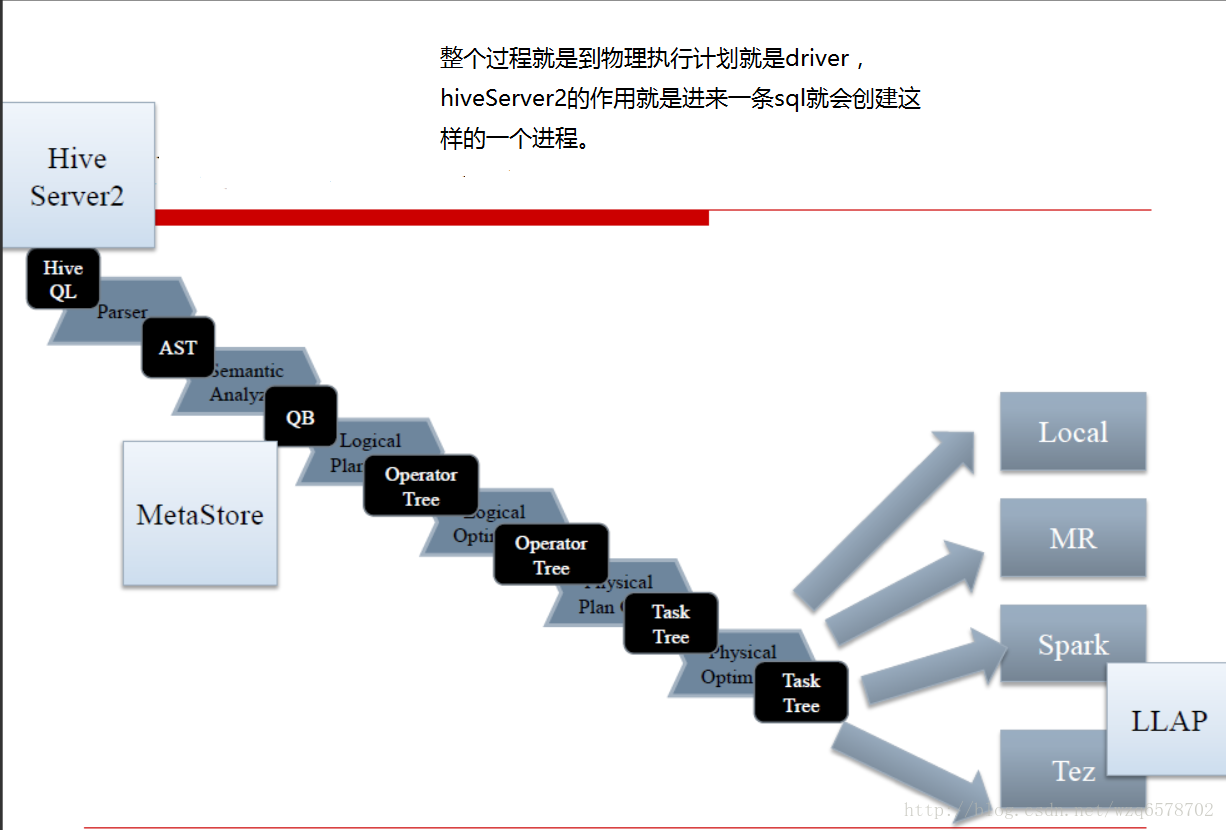 整个过程就是到物理执行计划就是driver，
hiveServer2的作用就是进来一条sql就会创建这
样的一个进程。
Hive
Server2
Hive
QL
Parser
AST
Semantic
Analyz
QB
Logical
Plan
Operator
Tree
MetaStore
Logical
Optim
Operator
Tree
Physical
Plan
Task
Tree
Physical
Optim
Task
Tree
Local
MR
Spark
LLAP
Tez
http://blog.csdn.net/wzq6578702